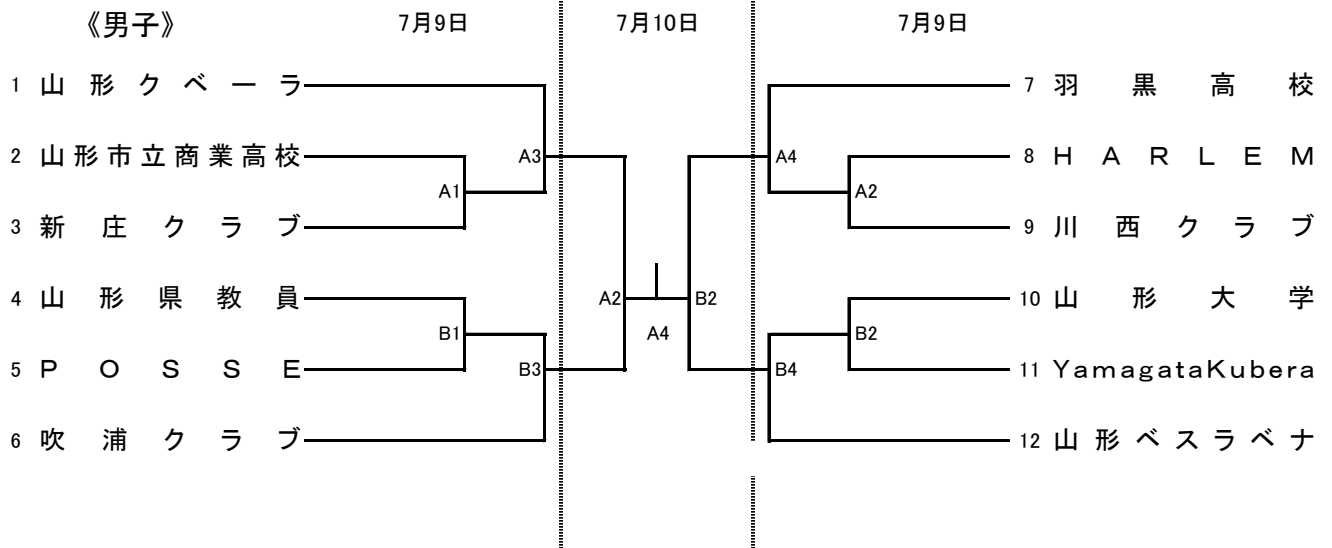 《男子》 7月9日 7月10日 7月9日
1 山形クベーラ 7 羽黒高校
2 山形市立商業高校 A3 A4 8 HARLEM
A1 A2
3 新庄クラブ 9 川西クラブ
4 山形県教員 A2 B2 10 山形大学
B1 A4 B2
5 POSSE B3 B4 11 YamagataKubera
6 吹浦クラブ 12 山形ベスラベナ